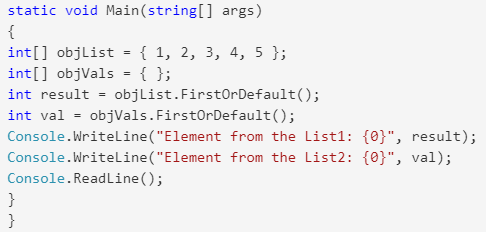 static void Main(string[] args)
{
int[] objList = { 1, 2, 3, 4, 5 };
int[] objVals = { };
int result = objList.FirstOrDefault();
int val = objVals.FirstOrDefault();
Console.WriteLine("Element from the List1: {0}", result);
Console.WriteLine("Element from the List2: {0}", val);
Console.ReadLine();
}
}